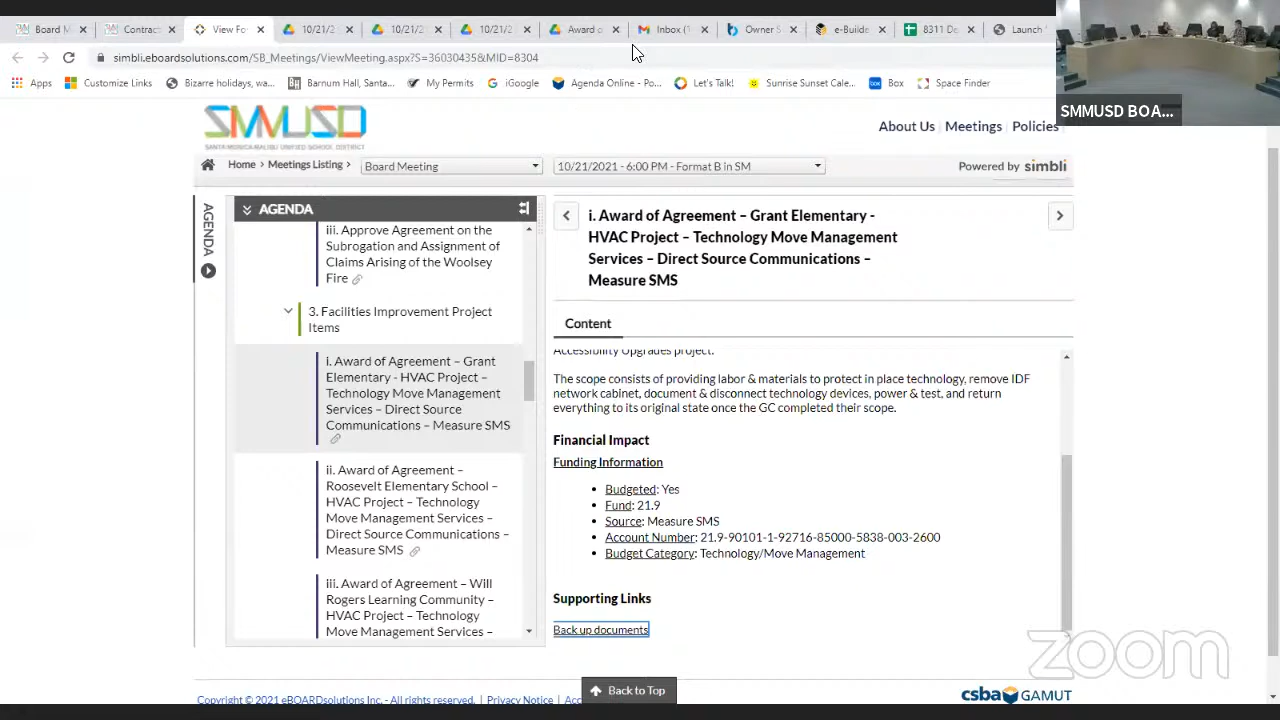 Board M
Contract
View Fo
10/21/2
10/21/2
10/21/2
Award o
Inbox (1
Owner S
e-Builde
8311 De
Launch
simbli.eboardsolutions.com/SB_Meetings/ViewMeeting.aspx?S=36030435&MID=8304
Apps
Customize Links
Bizarre holidays, wa...
Barnum Hall, Santa...
My Permits
iGoogle
Agenda Online - Po...
Let's Talk!
Sunrise Sunset Cale...
Box
Space Finder
SMMUSD BOA...
SMMUSD
SANTA MONICA-MALIBU UNIFIED SCHOOL DISTRICT
About Us
Meetings
Policies
Home > Meetings Listing >
Board Meeting
10/21/2021 - 6:00 PM - Format B in SM
Powered by simbli
AGENDA
AGENDA
iii. Approve Agreement on the
Subrogation and Assignment of
Claims Arising of the Woolsey
Fire
3. Facilities Improvement Project
Items
i. Award of Agreement – Grant
Elementary - HVAC Project –
Technology Move Management
Services – Direct Source
Communications – Measure SMS
ii. Award of Agreement –
Roosevelt Elementary School –
HVAC Project – Technology
Move Management Services –
Direct Source Communications –
Measure SMS
iii. Award of Agreement – Will
Rogers Learning Community –
HVAC Project – Technology
Move Management Services –
i. Award of Agreement – Grant Elementary -
HVAC Project – Technology Move Management
Services – Direct Source Communications –
Measure SMS
Content
Accessibility Upgrades project.
The scope consists of providing labor & materials to protect in place technology, remove IDF
network cabinet, document & disconnect technology devices, power & test, and return
everything to its original state once the GC completed their scope.
Financial Impact
Funding Information
• Budgeted: Yes
• Fund: 21.9
• Source: Measure SMS
• Account Number: 21.9-90101-1-92716-85000-5838-003-2600
• Budget Category: Technology/Move Management
Supporting Links
Back up documents
zoom
Back to Top
Copyright © 2021 eBOARDsolutions Inc. - All rights reserved. | Privacy Notice | Acc
csba GAMUT